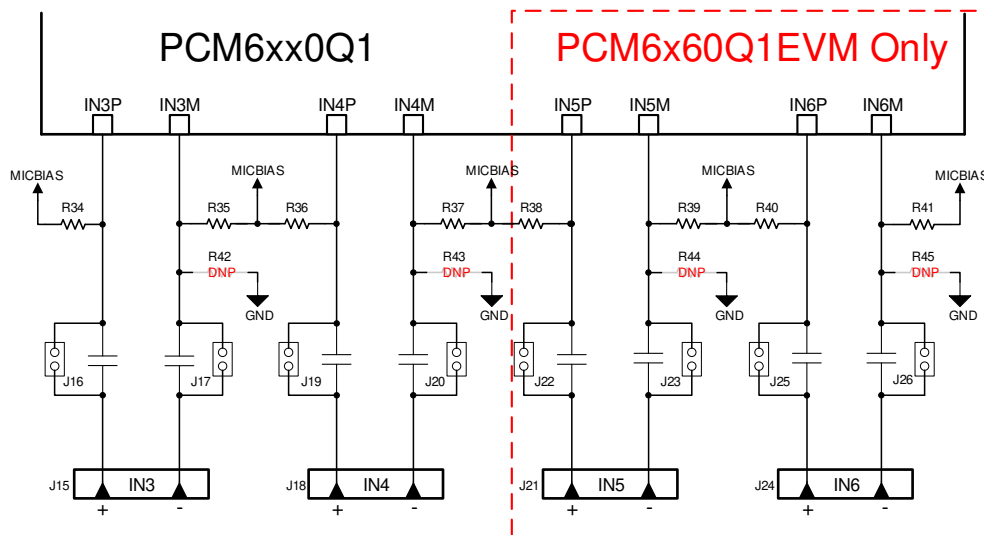 PCM6xx0Q1
PCM6x60Q1EVM Only
IN3P IN3M IN4P IN4M IN5P IN5M IN6P IN6M
MICBIAS MICBIAS MICBIAS MICBIAS MICBIAS
R34 R35 R36 R37 R38 R39 R40 R41
R42 R43 R44 R45
DNP DNP DNP DNP
GND GND GND GND
J16 J17 J19 J20 J22 J23 J25 J26
J15 IN3 J18 IN4 J21 IN5 J24 IN6
+ - + - + - + -